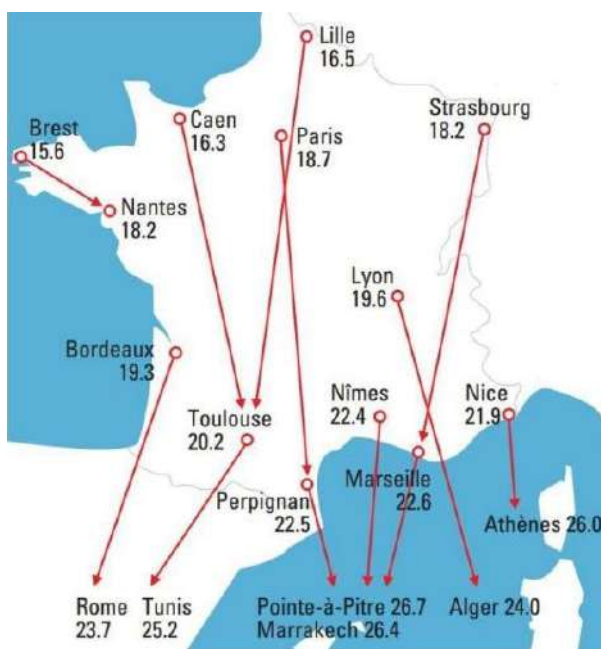 Lille
16.5
Caen
16.3
Paris
18.7
Strasbourg
18.2
Brest
15.6
Nantes
18.2
Lyon
19.6
Bordeaux
19.3
Nîmes
22.4
Nice
21.9
Toulouse
20.2
Marseille
22.6
Perpignan
22.5
Athènes 26.0
Rome
23.7
Tunis
25.2
Pointe-à-Pitre 26.7
Marrakech 26.4
Alger 24.0